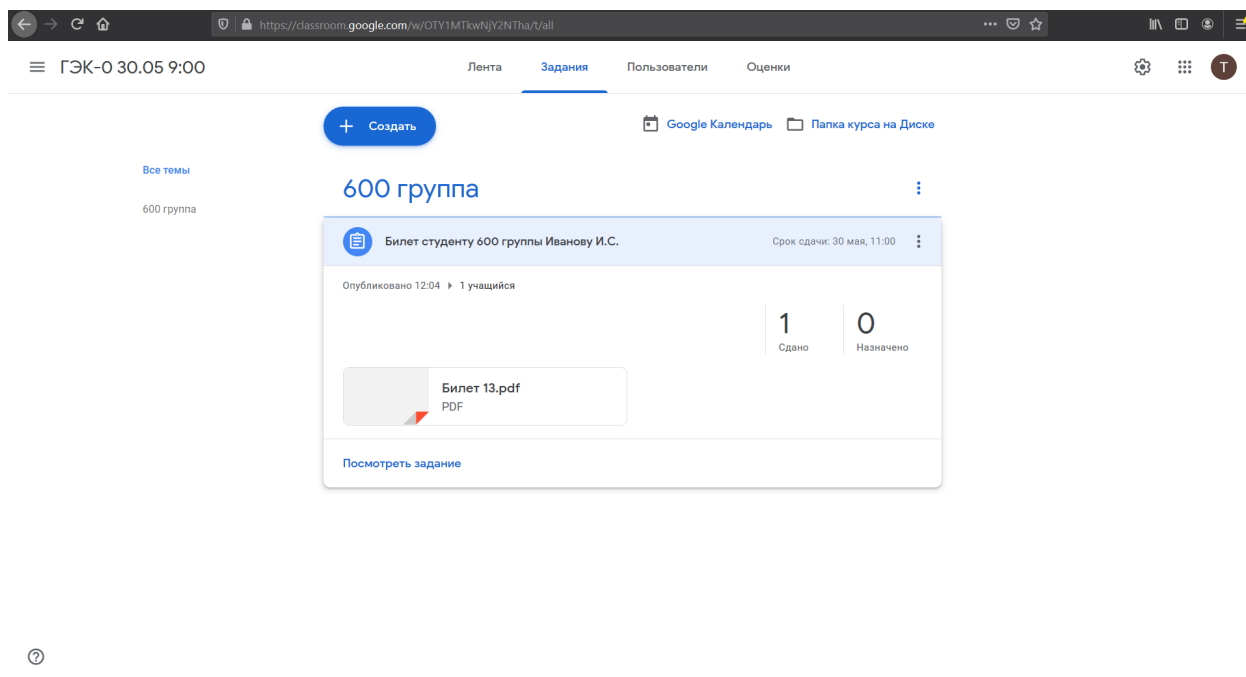 https://classroom.google.com/w/OTY1MTkwNjY2NTha/t/all
ГЭК-0 30.05 9:00
Лента Задания Пользователи Оценки
T
Создать
Google Календарь Папка курса на Диске
Все темы
600 группа
600 группа
Билет студенту 600 группы Иванову И.С. Срок сдачи: 30 мая, 11:00
Опубликовано 12:04 1 учащийся
1 0
Сдано Назначено
Билет 13.pdf
PDF
Посмотреть задание